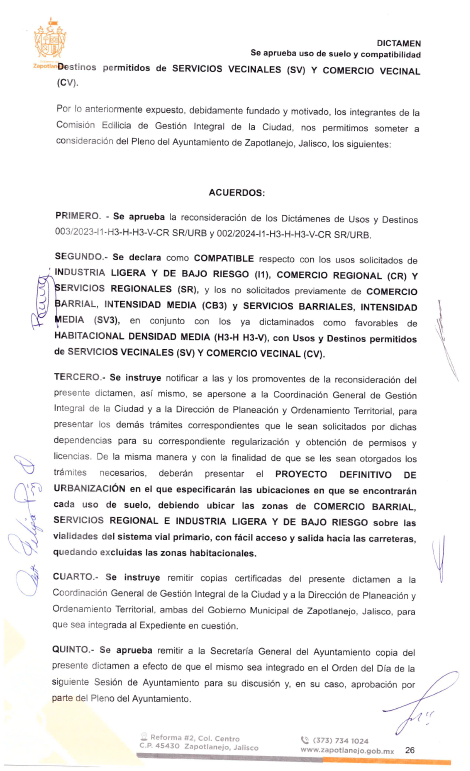 DICTAMEN
Se aprueba uso de suelo y compatibilidad
Zapotlanejo
Destinos permitidos de SERVICIOS VECINALES (SV) Y COMERCIO VECINAL
(CV).
Por lo anteriormente expuesto, debidamente fundado y motivado, los integrantes de la
Comisión Edilicia de Gestión Integral de la Ciudad, nos permitimos someter a
consideración del Pleno del Ayuntamiento de Zapotlanejo, Jalisco, los siguientes:
ACUERDOS:
PRIMERO. - Se aprueba la reconsideración de los Dictámenes de Usos y Destinos
003/2023-I1-H3-H-H3-V-CR SR/URB y 002/2024-I1-H3-H-H3-V-CR SR/URB.
SEGUNDO.- Se declara como COMPATIBLE respecto con los usos solicitados de
INDUSTRIA LIGERA Y DE BAJO RIESGO (I1), COMERCIO REGIONAL (CR) Y
SERVICIOS REGIONALES (SR), y los no solicitados previamente de COMERCIO
BARRIAL, INTENSIDAD MEDIA (CB3) y SERVICIOS BARRIALES, INTENSIDAD
MEDIA (SV3), en conjunto con los ya dictaminados como favorables de
HABITACIONAL DENSIDAD MEDIA (H3-H H3-V), con Usos y Destinos permitidos
de SERVICIOS VECINALES (SV) Y COMERCIO VECINAL (CV).
TERCERO.- Se instruye notificar a las y los promoventes de la reconsideración del
presente dictamen, así mismo, se apersone a la Coordinación General de Gestión
Integral de la Ciudad y a la Dirección de Planeación y Ordenamiento Territorial, para
presentar los demás trámites correspondientes que le sean solicitados por dichas
dependencias para su correspondiente regularización y obtención de permisos y
licencias. De la misma manera y con la finalidad de que se les sean otorgados los
trámites necesarios, deberán presentar el PROYECTO DEFINITIVO DE
URBANIZACIÓN en el que especificarán las ubicaciones en que se encontrarán
cada uso de suelo, debiendo ubicar las zonas de COMERCIO BARRIAL,
SERVICIOS REGIONAL E INDUSTRIA LIGERA Y DE BAJO RIESGO sobre las
vialidades del sistema vial primario, con fácil acceso y salida hacia las carreteras,
quedando excluidas las zonas habitacionales.
CUARTO.- Se instruye remitir copias certificadas del presente dictamen a la
Coordinación General de Gestión Integral de la Ciudad y a la Dirección de Planeación y
Ordenamiento Territorial, ambas del Gobierno Municipal de Zapotlanejo, Jalisco, para
que sea integrada al Expediente en cuestión.
QUINTO.- Se aprueba remitir a la Secretaría General del Ayuntamiento copia del
presente dictamen a efecto de que el mismo sea integrado en el Orden del Día de la
siguiente Sesión de Ayuntamiento para su discusión y, en su caso, aprobación por
parte del Pleno del Ayuntamiento.
Reforma #2, Col. Centro
C.P. 45430 Zapotlanejo, Jalisco
(373) 734 1024
www.zapotlanejo.gob.mx
26